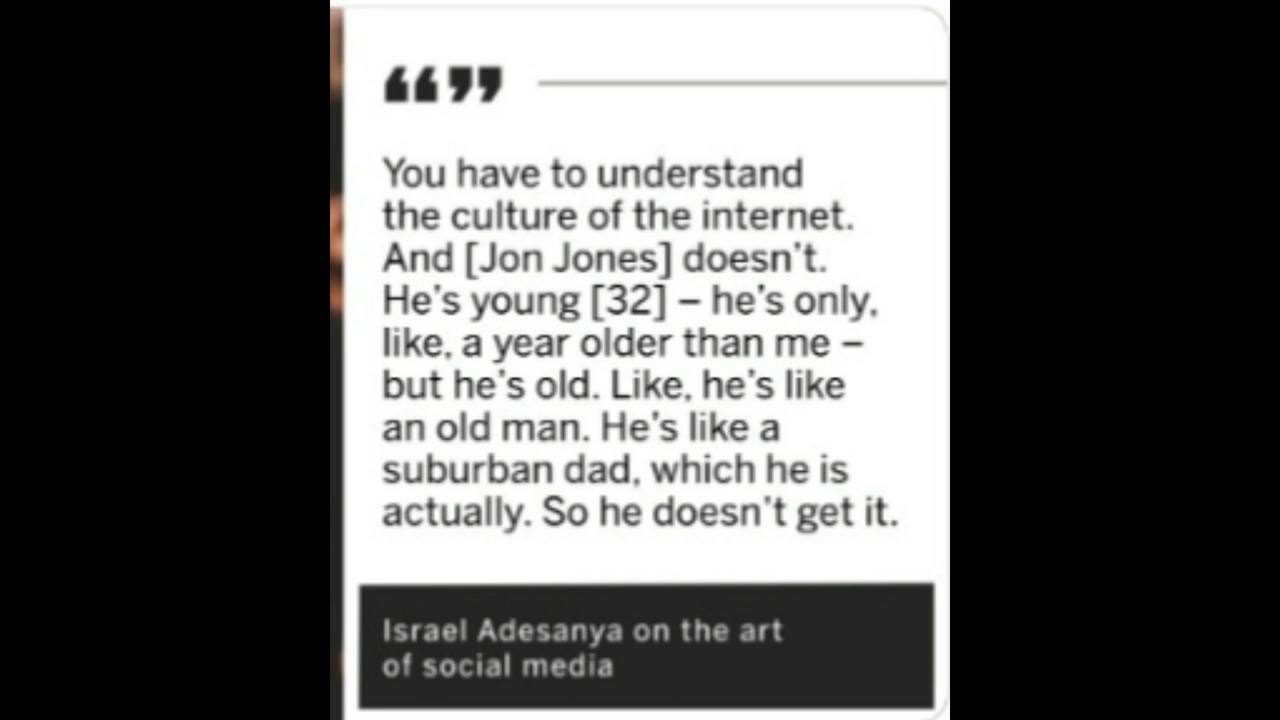 ❝❞
You have to understand
the culture of the internet.
And [Jon Jones] doesn't.
He's young [32] – he's only,
like, a year older than me –
but he's old. Like, he's like
an old man. He's like a
suburban dad, which he is
actually. So he doesn't get it.
Israel Adesanya on the art
of social media